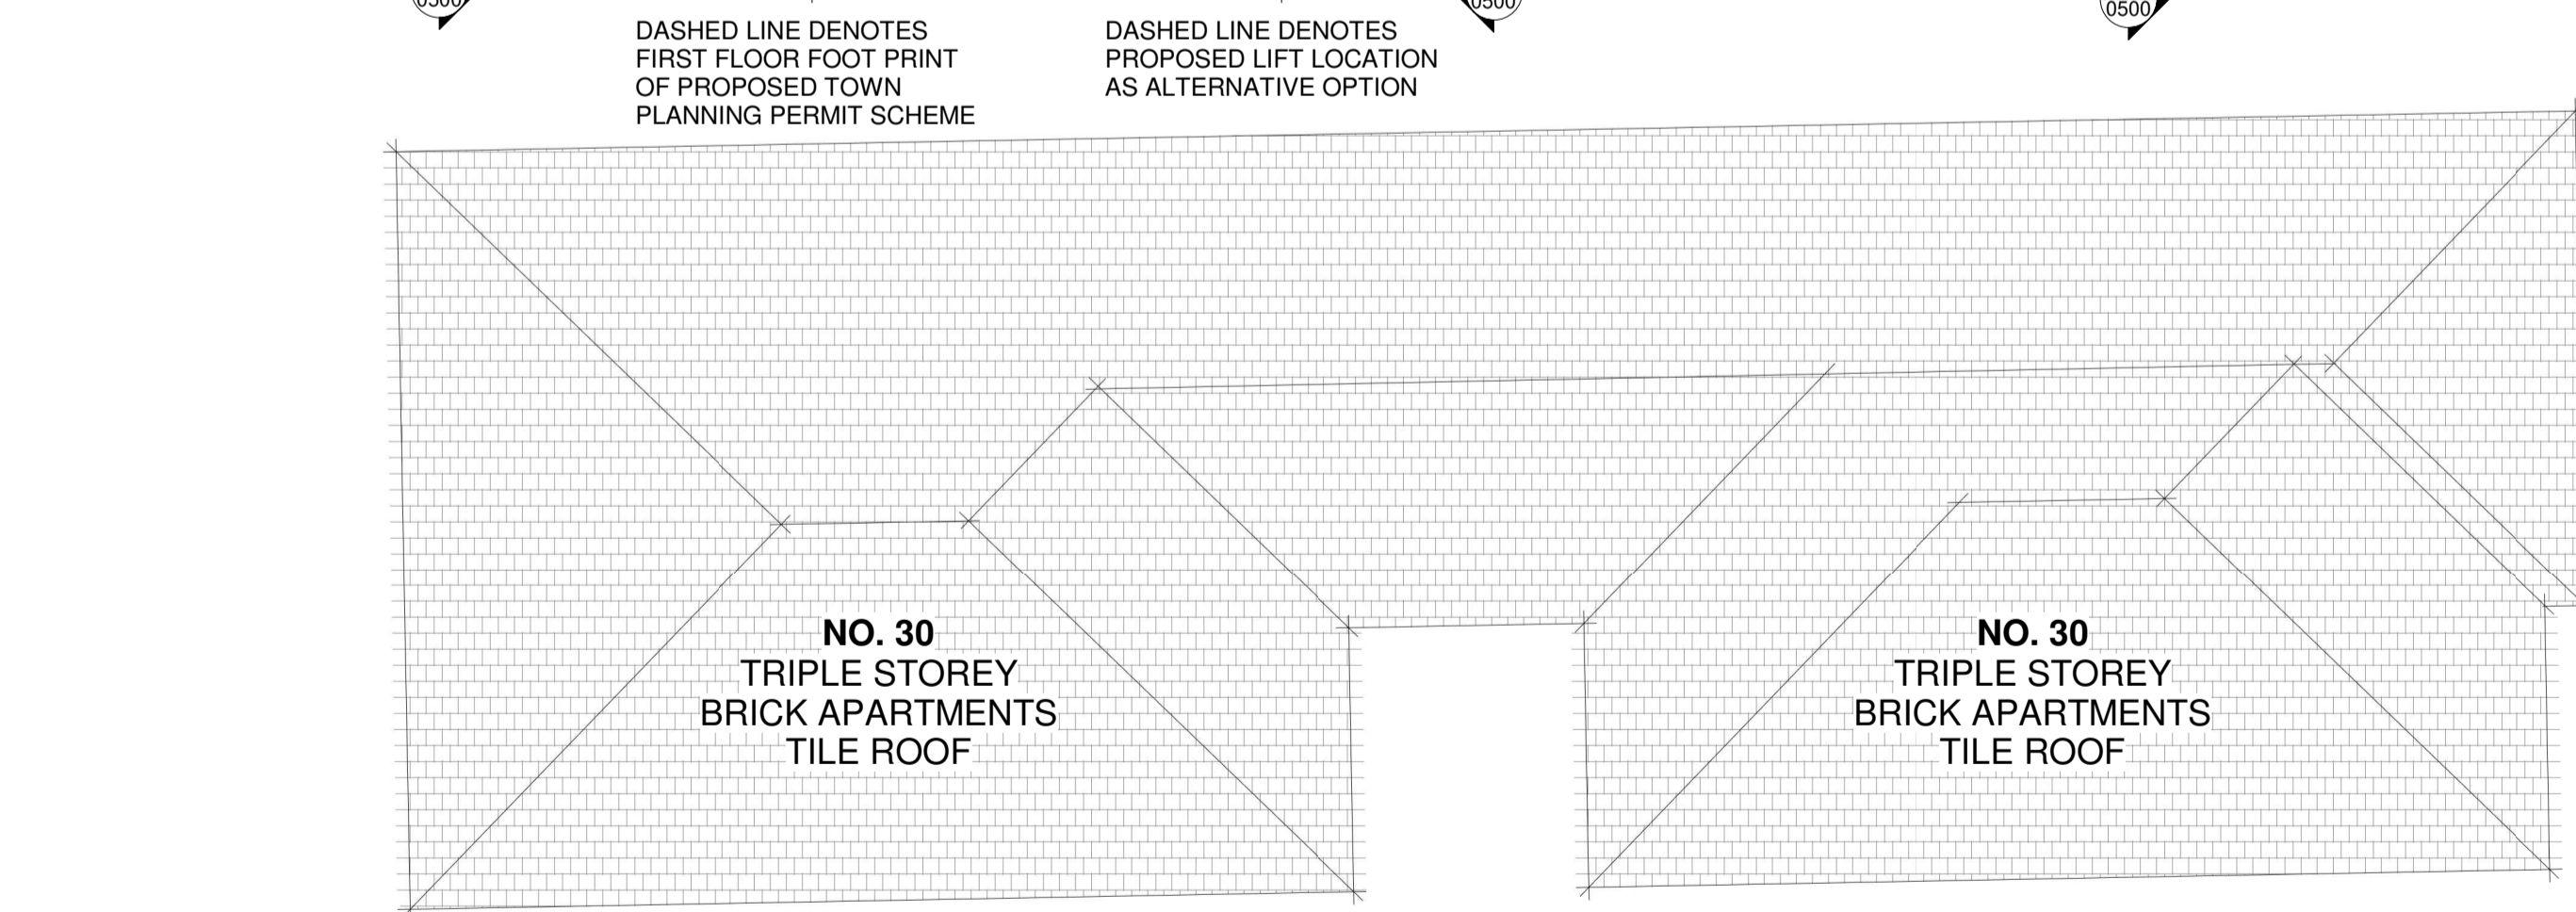 0500
0500
0500
DASHED LINE DENOTES
FIRST FLOOR FOOT PRINT
OF PROPOSED TOWN
PLANNING PERMIT SCHEME
DASHED LINE DENOTES
PROPOSED LIFT LOCATION
AS ALTERNATIVE OPTION
NO. 30
TRIPLE STOREY
BRICK APARTMENTS
TILE ROOF
NO. 30
TRIPLE STOREY
BRICK APARTMENTS
TILE ROOF